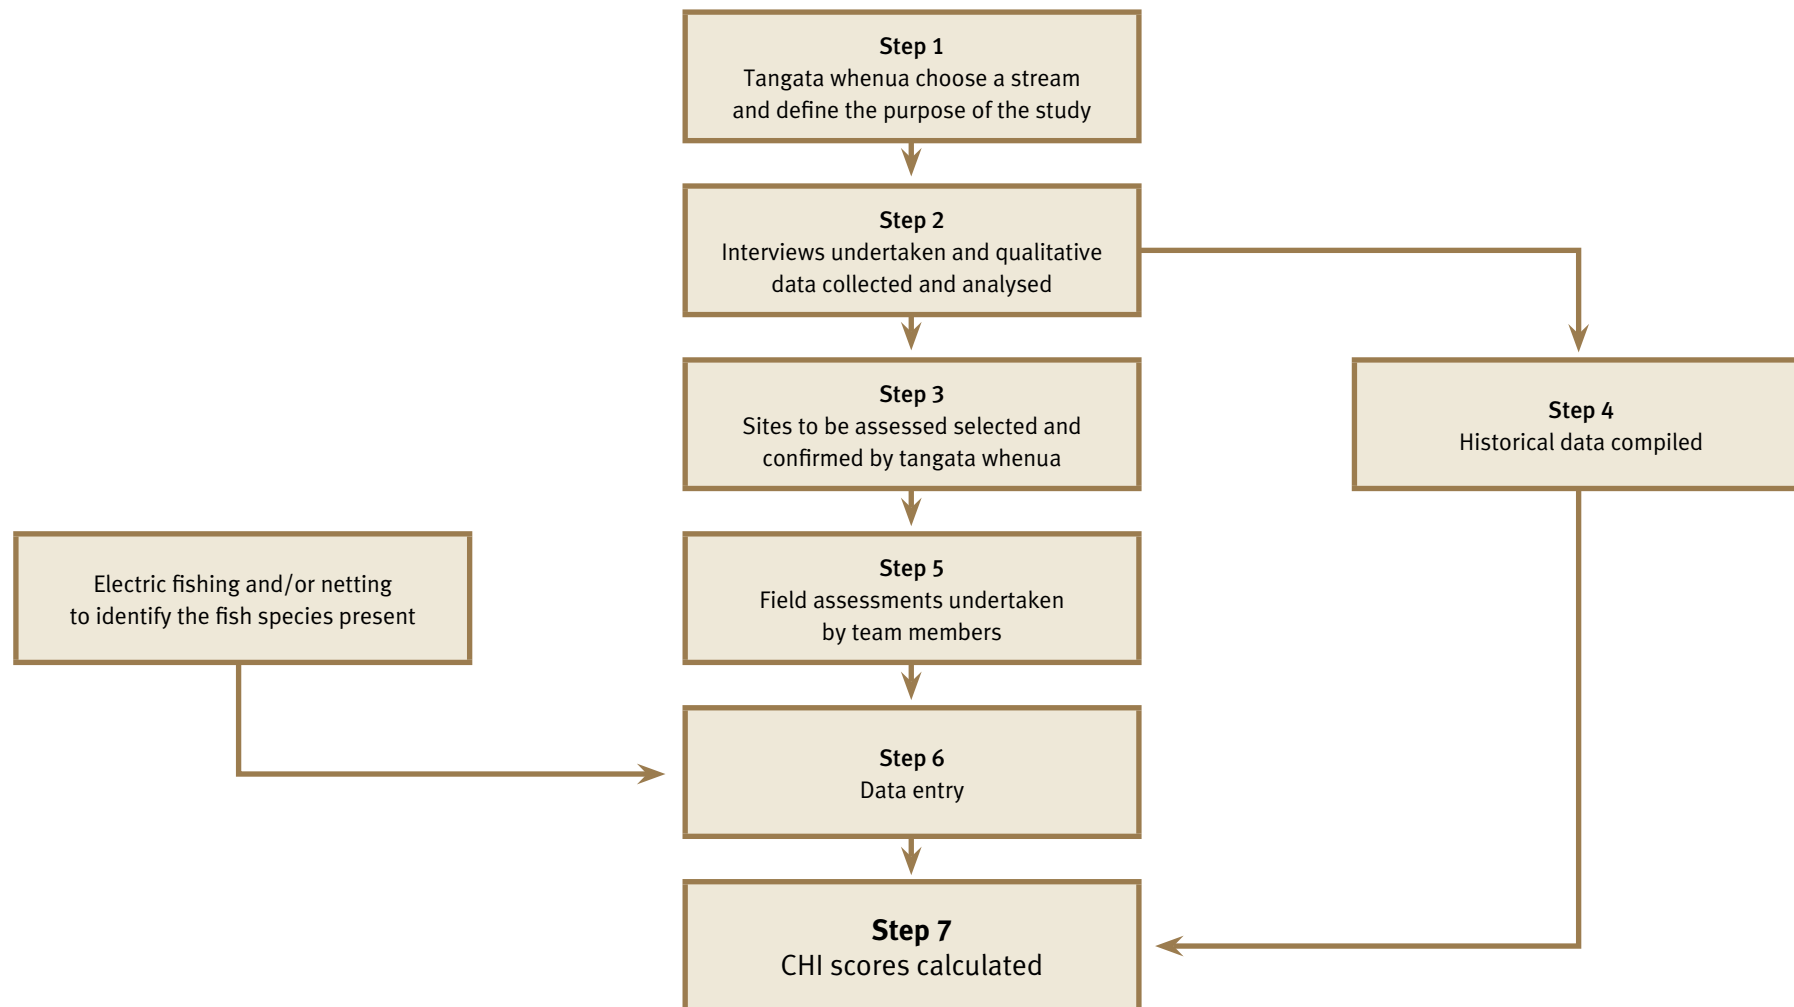 Step 1
Tangata whenua choose a stream
and define the purpose of the study
Step 2
Interviews undertaken and qualitative
data collected and analysed
Step 3
Sites to be assessed selected and
confirmed by tangata whenua
Step 4
Historical data compiled
Electric fishing and/or netting
to identify the fish species present
Step 5
Field assessments undertaken
by team members
Step 6
Data entry
Step 7
CHI scores calculated